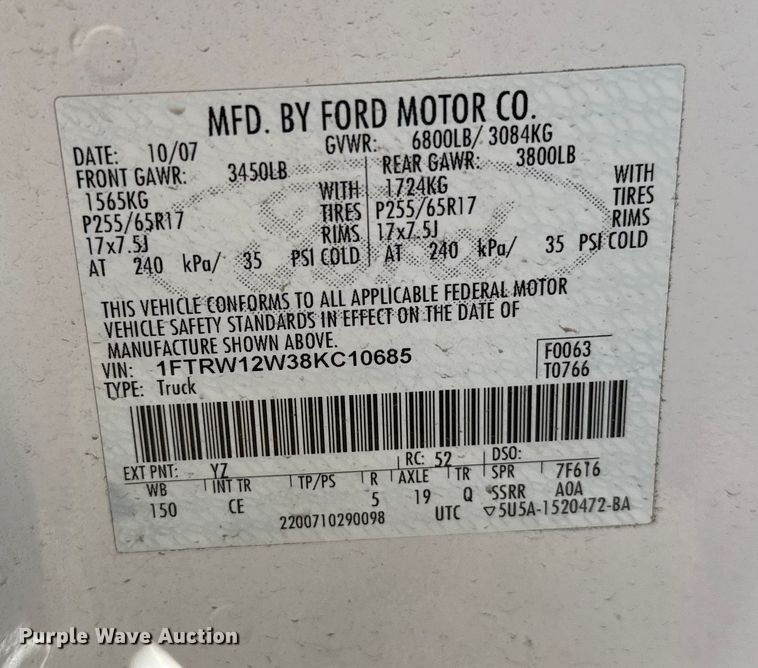 MFD. BY FORD MOTOR CO.
DATE: 10/07 GVWR: 6800LB/ 3084KG
FRONT GAWR: 3450LB REAR GAWR: 3800LB
1565KG WITH 1724KG WITH
P255/65R17 TIRES P255/65R17 TIRES
17x7.5J RIMS 17x7.5J RIMS
AT 240 kPa/ 35 PSI COLD AT 240 kPa/ 35 PSI COLD
THIS VEHICLE CONFORMS TO ALL APPLICABLE FEDERAL MOTOR
VEHICLE SAFETY STANDARDS IN EFFECT ON THE DATE OF
MANUFACTURE SHOWN ABOVE.
VIN: 1FTRW12W38KC10685 F0063
TYPE: Truck T0766
EXT PNT: YZ RC: 52 DSO:
WB INT TR TP/PS R AXLE TR SPR 7F616
150 CE 5 19 Q SSRR A0A
2200710290098 UTC ▽5U5A-1520472-BA
Purple Wave Auction